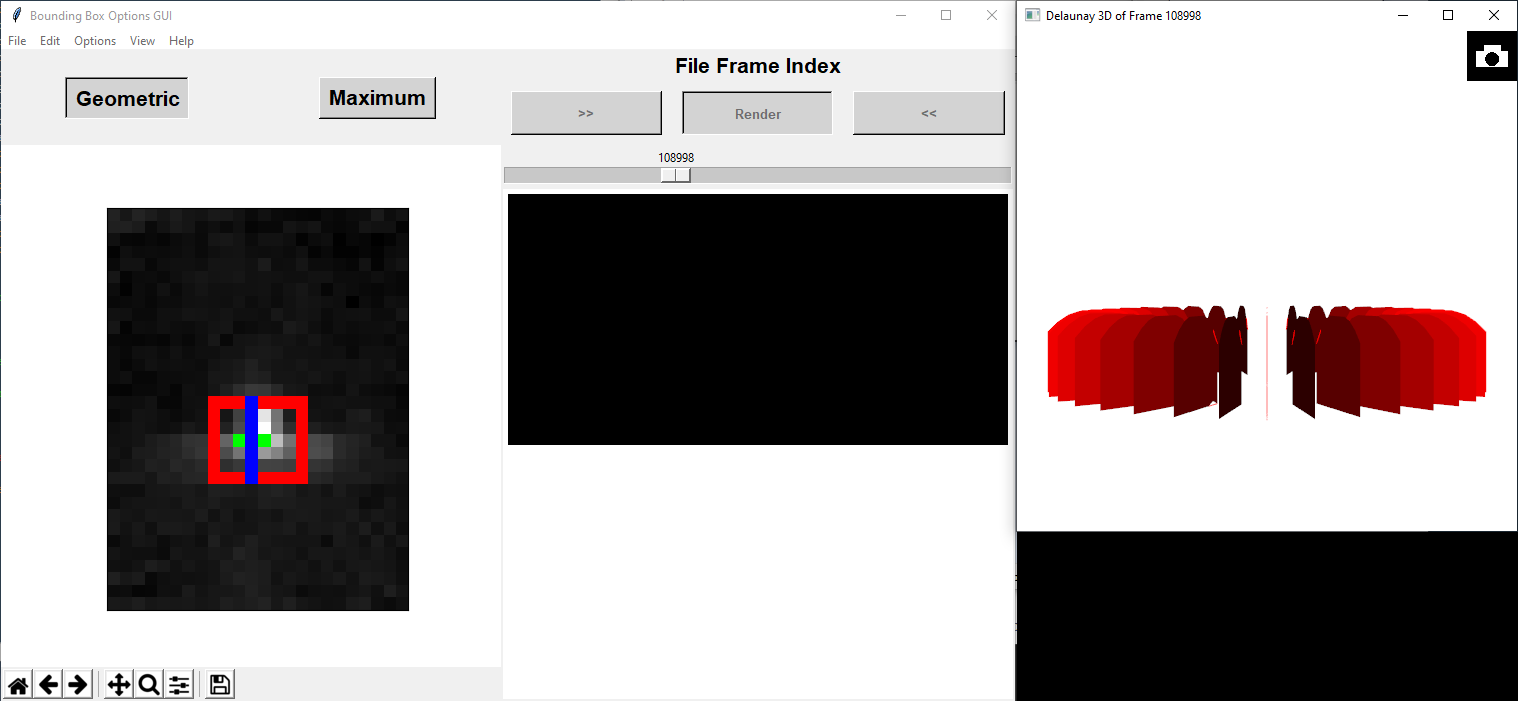 Bounding Box Options GUI
File Edit Options View Help
Geometric
Maximum
File Frame Index
>> Render <<
108998
Delaunay 3D of Frame 108998